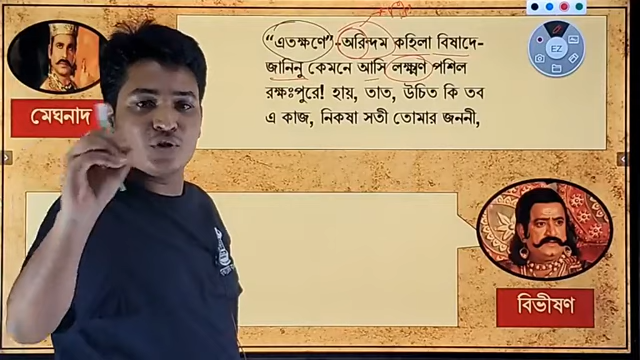 “এতক্ষণে” -অরিন্দম কহিলা বিষাদে-
জানিনু কেমনে আসি লক্ষ্মণ পশিল
রক্ষঃপুরে! হায়, তাত, উচিত কি তব
এ কাজ, নিকষা সতী তোমার জননী,
মেঘনাদ
বিভীষণ
EZ